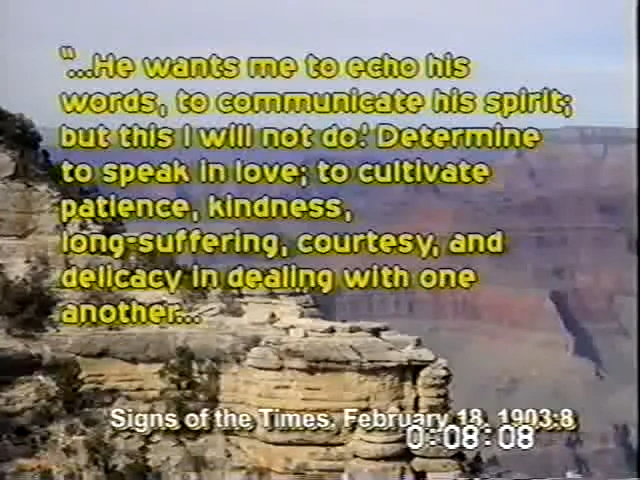 "...He wants me to echo his
words, to communicate his spirit;
but this I will not do.' Determine
to speak in love; to cultivate
patience, kindness,
long-suffering, courtesy, and
delicacy in dealing with one
another...
Signs of the Times, February 18, 1903:8
0:08:08